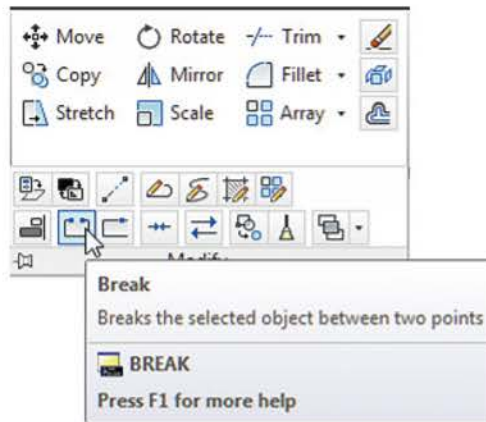 Move Rotate Trim
Copy Mirror Fillet
Stretch Scale Array
Modify
Break
Breaks the selected object between two points
BREAK
Press F1 for more help